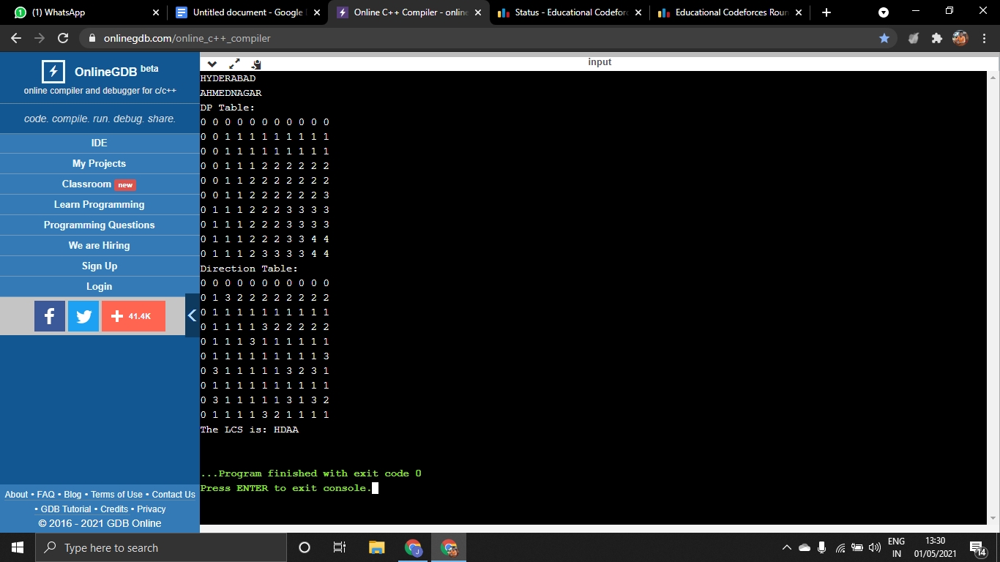 (1) WhatsApp
Untitled document - Google
Online C++ Compiler - online
Status - Educational Codeforc
Educational Codeforces Roun
onlinegdb.com/online_c++_compiler
OnlineGDB beta
online compiler and debugger for c/c++
code. compile. run. debug. share.
IDE
My Projects
Classroom new
Learn Programming
Programming Questions
We are Hiring
Sign Up
Login
41.4K
About • FAQ • Blog • Terms of Use • Contact Us
• GDB Tutorial • Credits • Privacy
© 2016 - 2021 GDB Online
input
HYDERABAD
AHMEDNAGAR
DP Table:
0 0 0 0 0 0 0 0 0 0 0
0 0 1 1 1 1 1 1 1 1 1
0 0 1 1 1 1 1 1 1 1 1
0 0 1 1 1 2 2 2 2 2 2
0 0 1 1 2 2 2 2 2 2 2
0 0 1 1 2 2 2 2 2 2 3
0 1 1 1 2 2 2 3 3 3 3
0 1 1 1 2 2 2 3 3 3 3
0 1 1 1 2 2 2 3 3 4 4
0 1 1 1 2 3 3 3 3 4 4
Direction Table:
0 0 0 0 0 0 0 0 0 0 0
0 1 3 2 2 2 2 2 2 2 2
0 1 1 1 1 1 1 1 1 1 1
0 1 1 1 1 3 2 2 2 2 2
0 1 1 1 3 1 1 1 1 1 1
0 1 1 1 1 1 1 1 1 1 3
0 3 1 1 1 1 1 3 2 3 1
0 1 1 1 1 1 1 1 1 1 1
0 3 1 1 1 1 1 3 1 3 2
0 1 1 1 1 3 2 1 1 1 1
The LCS is: HDAA
...Program finished with exit code 0
Press ENTER to exit console.
Type here to search
ENG
IN
13:30
01/05/2021
14